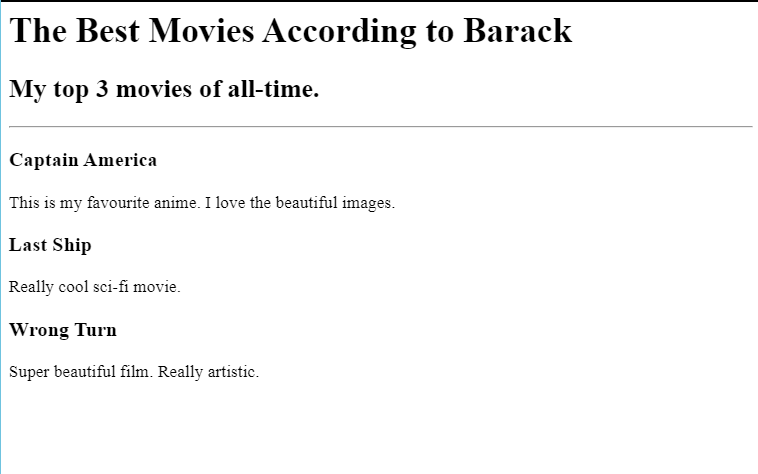 The Best Movies According to Barack
My top 3 movies of all-time.
Captain America
This is my favourite anime. I love the beautiful images.
Last Ship
Really cool sci-fi movie.
Wrong Turn
Super beautiful film. Really artistic.